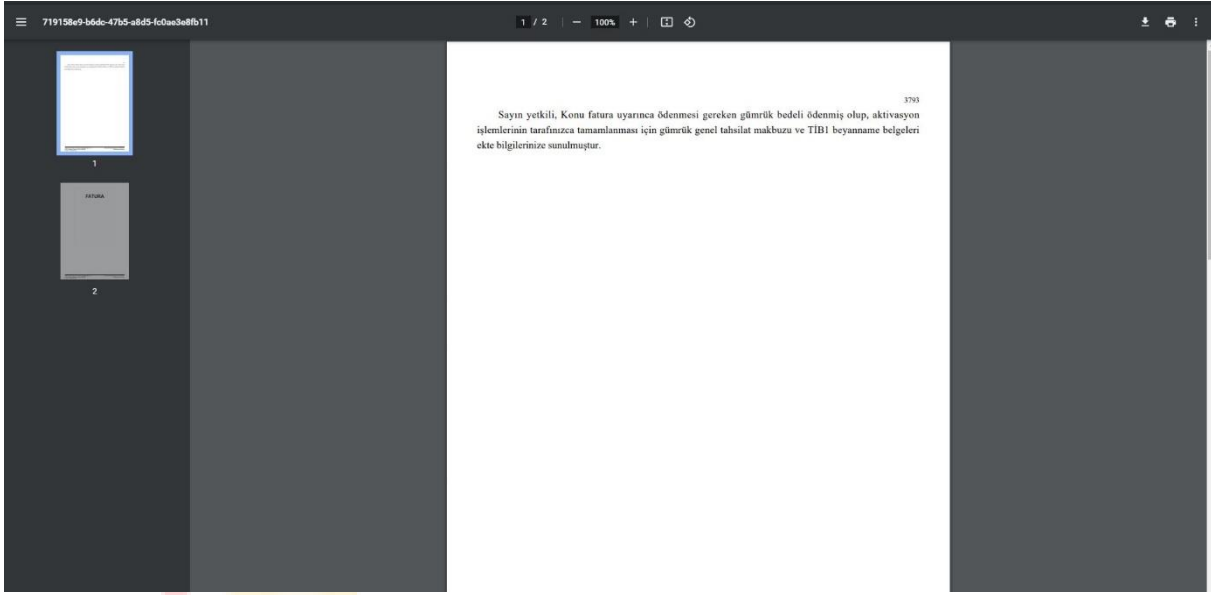 719158e9-b6dc-47b5-a8d5-fc0ae3e8fb11
1 / 2 | − 100% + |
3793
Sayın yetkili, Konu fatura uyarınca ödenmesi gereken gümrük bedeli ödenmiş olup, aktivasyon
işlemlerinin tarafınızca tamamlanması için gümrük genel tahsilat makbuzu ve TİB1 beyanname belgeleri
ekte bilgilerinize sunulmuştur.
1
FATURA
2